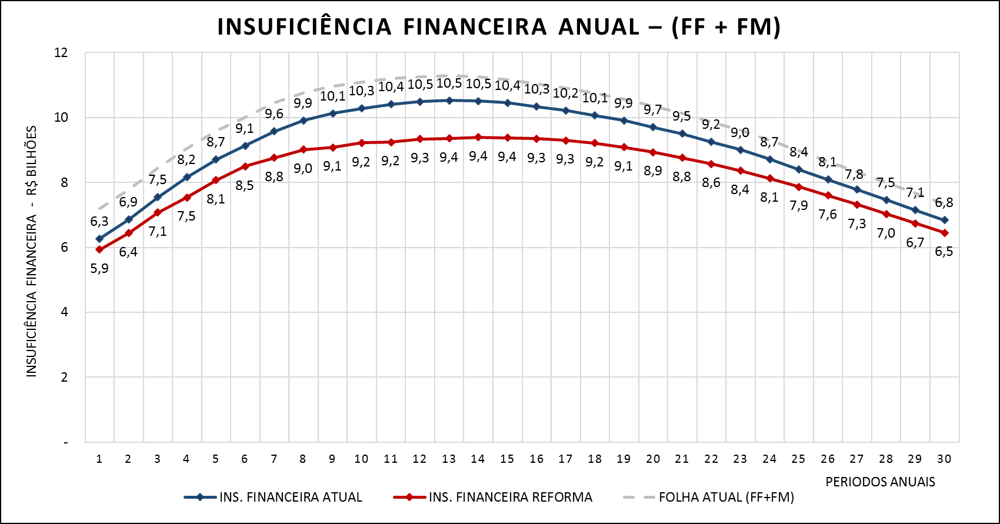 INSUFICIÊNCIA FINANCEIRA ANUAL – (FF + FM)
INSUFICIÊNCIA FINANCEIRA - R$ BILHÕES
12
10
8
6
4
2
-
6,3 6,9 7,5 8,2 8,7 9,1 9,6 9,9 10,1 10,3 10,4 10,5 10,5 10,5 10,4 10,3 10,2 10,1 9,9 9,7 9,5 9,2 9,0 8,7 8,4 8,1 7,8 7,5 7,1 6,8
5,9 6,4 7,1 7,5 8,1 8,5 8,8 9,0 9,1 9,2 9,2 9,3 9,4 9,4 9,4 9,3 9,3 9,2 9,1 8,9 8,8 8,6 8,4 8,1 7,9 7,6 7,3 7,0 6,7 6,5
1 2 3 4 5 6 7 8 9 10 11 12 13 14 15 16 17 18 19 20 21 22 23 24 25 26 27 28 29 30
PERIODOS ANUAIS
INS. FINANCEIRA ATUAL INS. FINANCEIRA REFORMA FOLHA ATUAL (FF+FM)